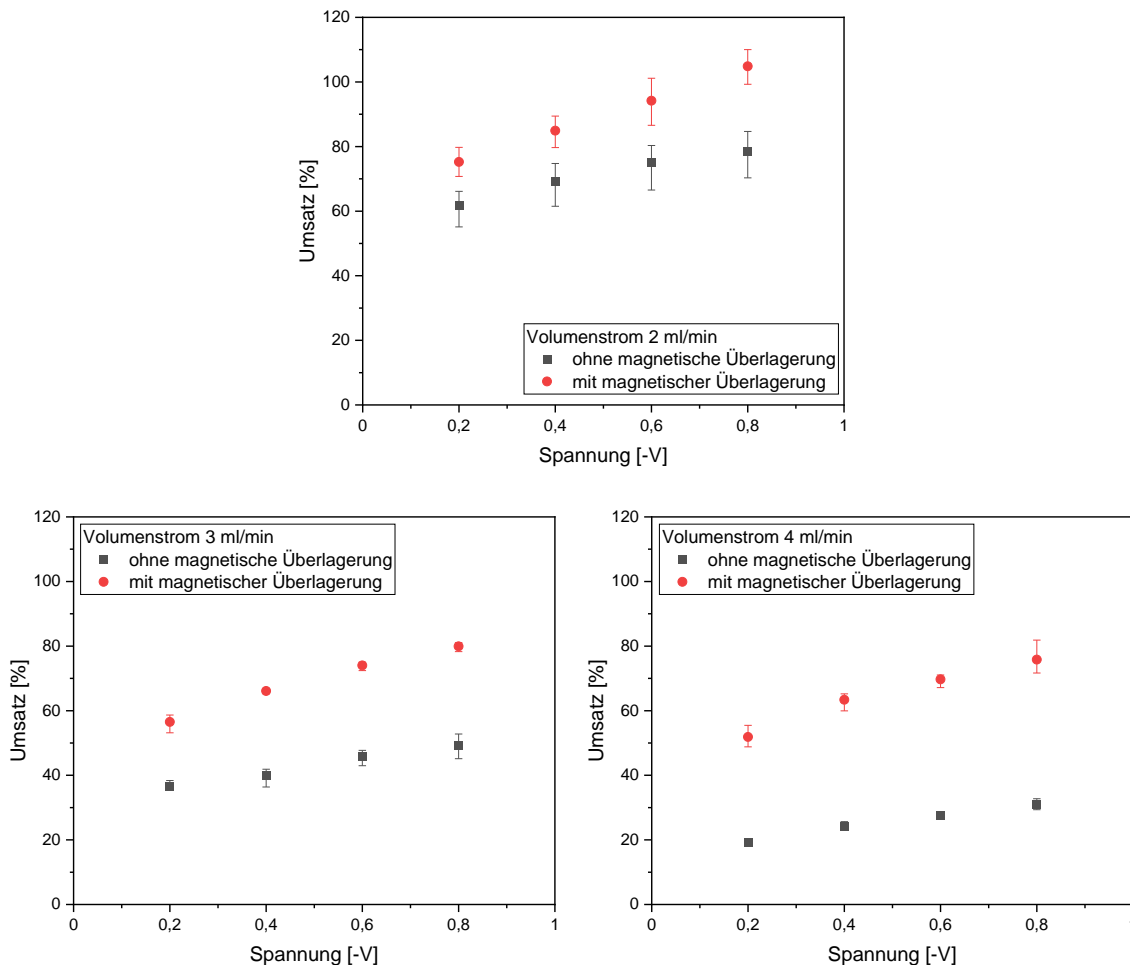 120
100
80
60
40
20
0
Umsatz [%]
Volumenstrom 2 ml/min
ohne magnetische Überlagerung
mit magnetischer Überlagerung
0 0,2 0,4 0,6 0,8 1
Spannung [-V]
120
100
80
60
40
20
0
Umsatz [%]
Volumenstrom 3 ml/min
ohne magnetische Überlagerung
mit magnetischer Überlagerung
0 0,2 0,4 0,6 0,8 1
Spannung [-V]
120
100
80
60
40
20
0
Umsatz [%]
Volumenstrom 4 ml/min
ohne magnetische Überlagerung
mit magnetischer Überlagerung
0 0,2 0,4 0,6 0,8
Spannung [-V]